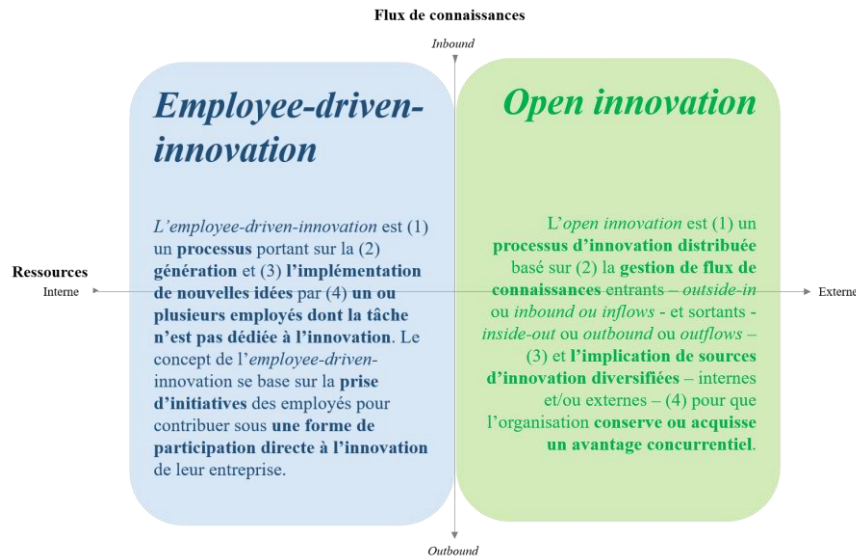 Flux de connaissances
Inbound
Employee-driven-
innovation
L'employee-driven-innovation est (1)
un processus portant sur la (2)
génération et (3) l'implémentation
de nouvelles idées par (4) un ou
plusieurs employés dont la tâche
n'est pas dédiée à l'innovation. Le
concept de l'employee-driven-
innovation se base sur la prise
d'initiatives des employés pour
contribuer sous une forme de
participation directe à l'innovation
de leur entreprise.
Open innovation
L'open innovation est (1) un
processus d'innovation distribuée
basé sur (2) la gestion de flux de
connaissances entrants – outside-in
ou inbound ou inflows - et sortants -
inside-out ou outbound ou outflows –
(3) et l'implication de sources
d'innovation diversifiées – internes
et/ou externes – (4) pour que
l'organisation conserve ou acquisse
un avantage concurrentiel.
Ressources
Interne
Externe
Outbound